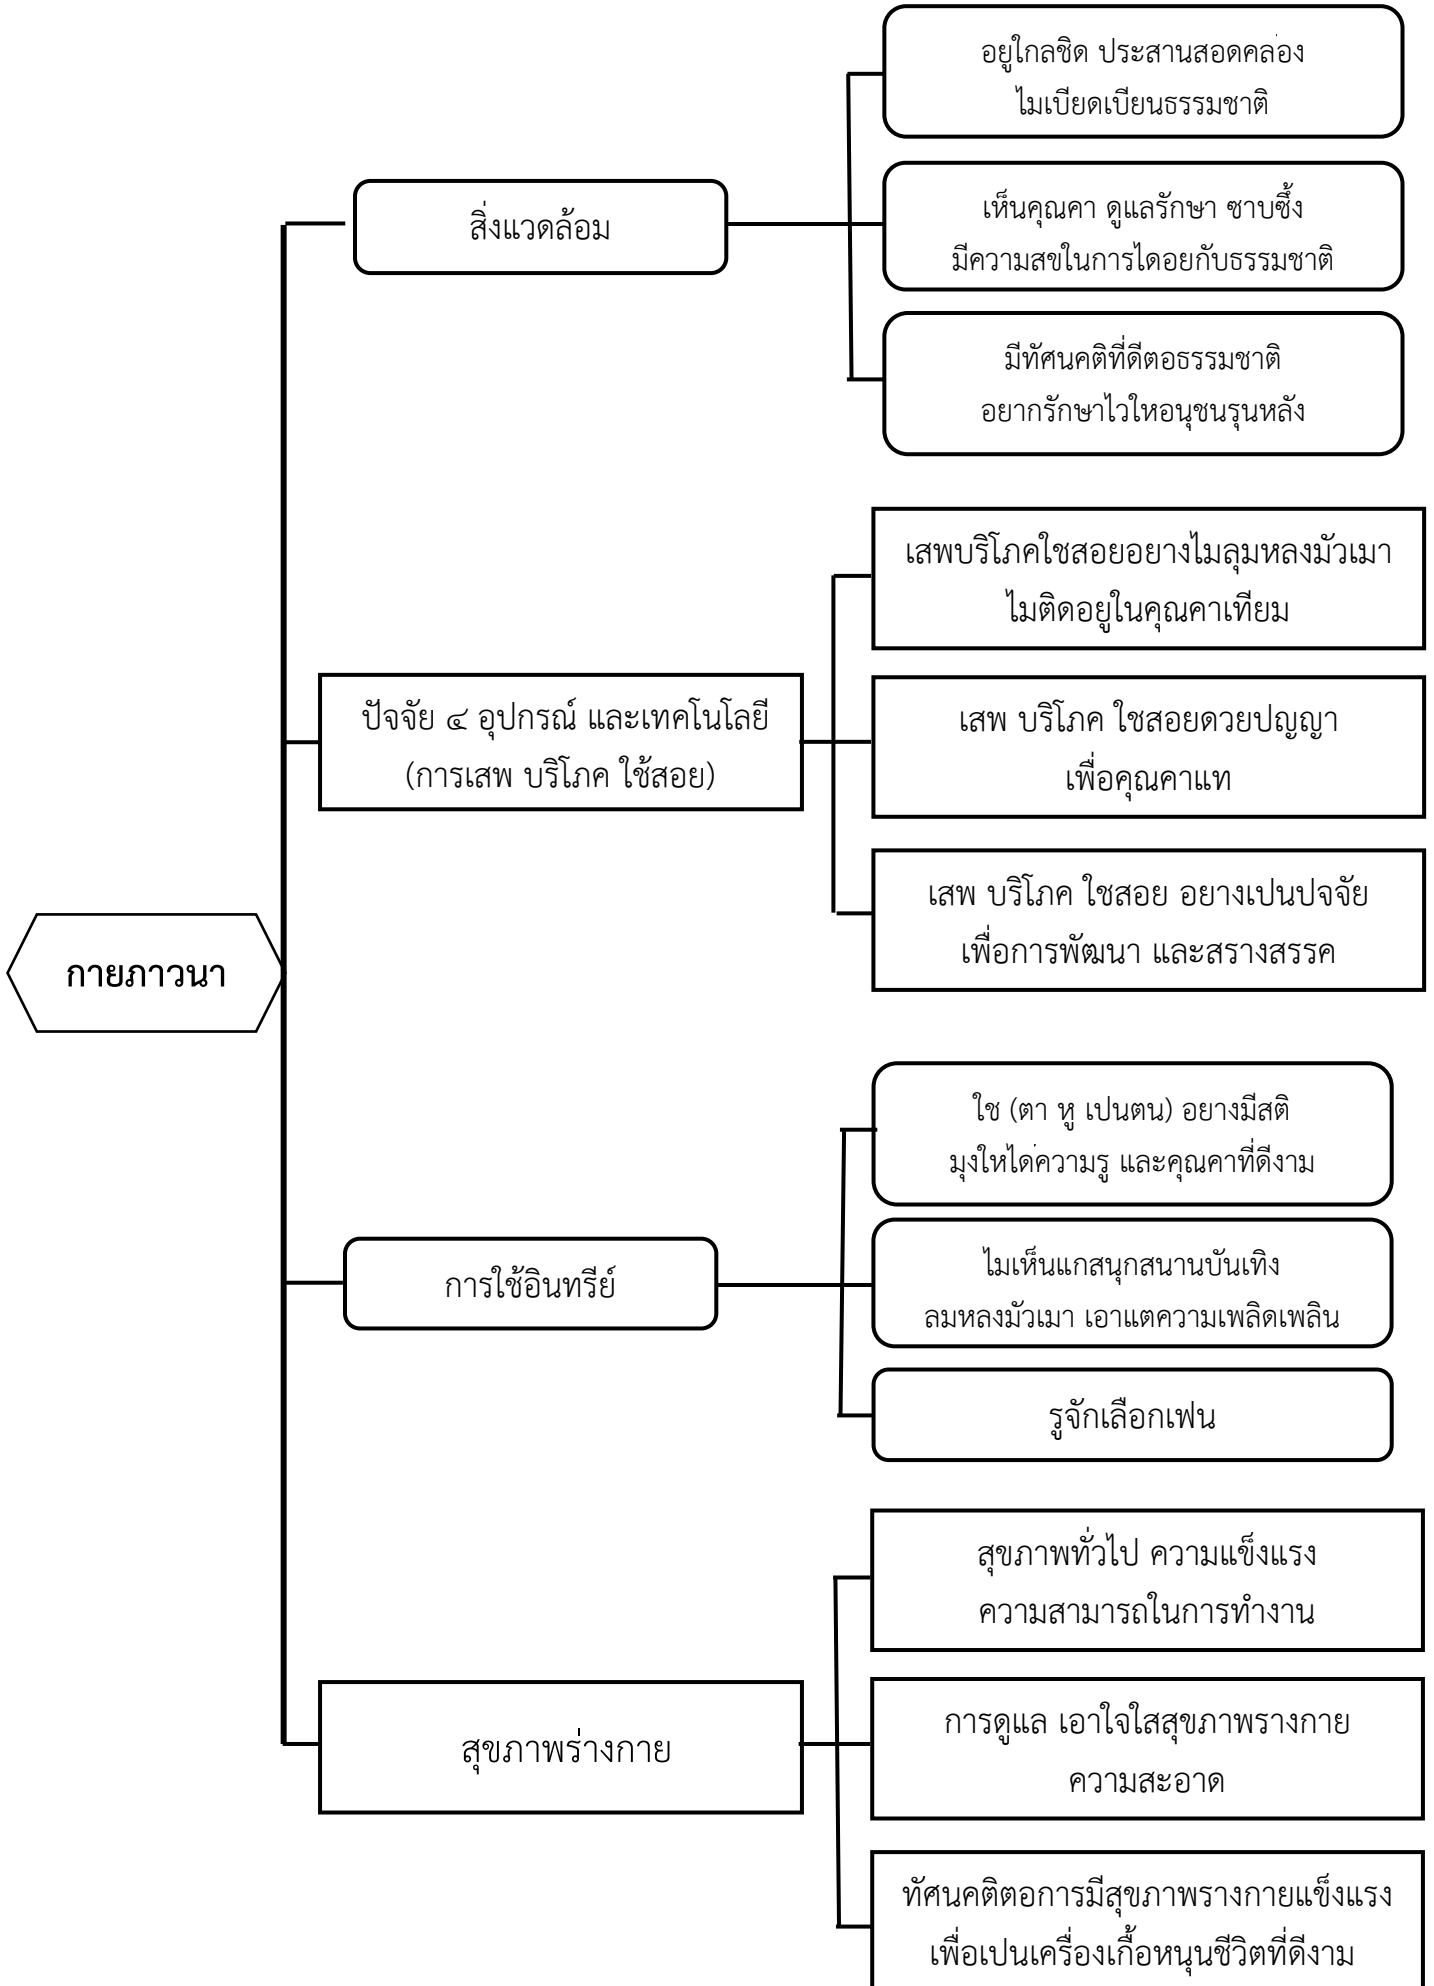 อยูใกลชิด ประสานสอดคล่อง
ไมเบียดเบียนธรรมชาติ
สิ่งแวดล้อม
เห็นคุณคา ดูแลรักษา ซาบซึ้ง
มีความสขในการไดอยกับธรรมชาติ
มีทัศนคติที่ดีตอธรรมชาติ
อยากรักษาไวใหอนุชนรุนหลัง
เสพบริโภคใชสอยอยางไมลุมหลงมัวเมา
ไมติดอยูในคุณคาเทียม
ปัจจัย ๔ อุปกรณ์ และเทคโนโลยี
(การเสพ บริโภค ใช้สอย)
เสพ บริโภค ใชสอยดวยปญญา
เพื่อคุณคาแท
เสพ บริโภค ใชสอย อยางเปนปจจัย
เพื่อการพัฒนา และสรางสรรค
กายภาวนา
ใช (ตา หู เปนตน) อยางมีสติ
มุงใหได่ความรู และคุณคาที่ดีงาม
การใช้อินทรีย์
ไมเห็นแกสนุกสนานบันเทิง
ลมหลงมัวเมา เอาแตความเพลิดเพลิน
รูจักเลือกเฟน
สุขภาพทั่วไป ความแข็งแรง
ความสามารถในการทำงาน
สุขภาพร่างกาย
การดูแล เอาใจใสสุขภาพรางกาย
ความสะอาด
ทัศนคติตอการมีสุขภาพรางกายแข็งแรง
เพื่อเปนเครื่องเกื้อหนุนชีวิตที่ดีงาม